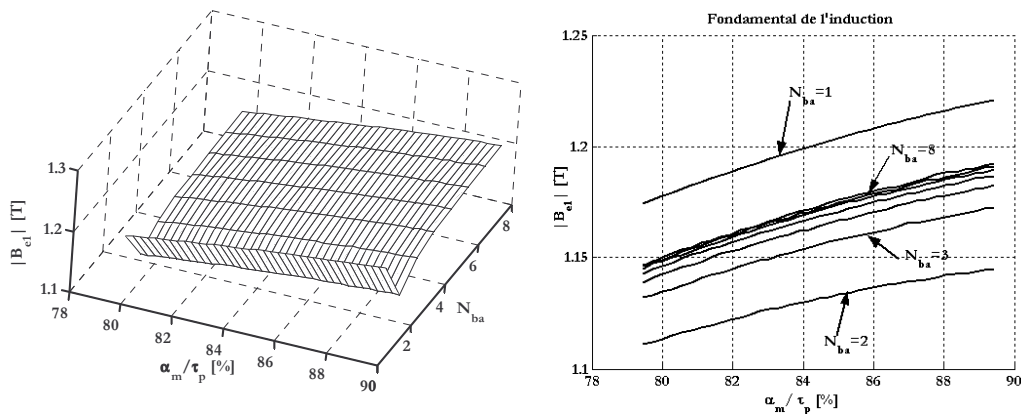 1.3
1.2
1.1
|B_e1| [T]
78
80
82
84
86
88
90
α_m/τ_p [%]
2
4
6
8
N_ba
Fondamental de l'induction
1.25
1.2
1.15
1.1
|B_e1| [T]
N_ba=1
N_ba=8
N_ba=3
N_ba=2
78
80
82
84
86
88
90
α_m/ τ_p [%]